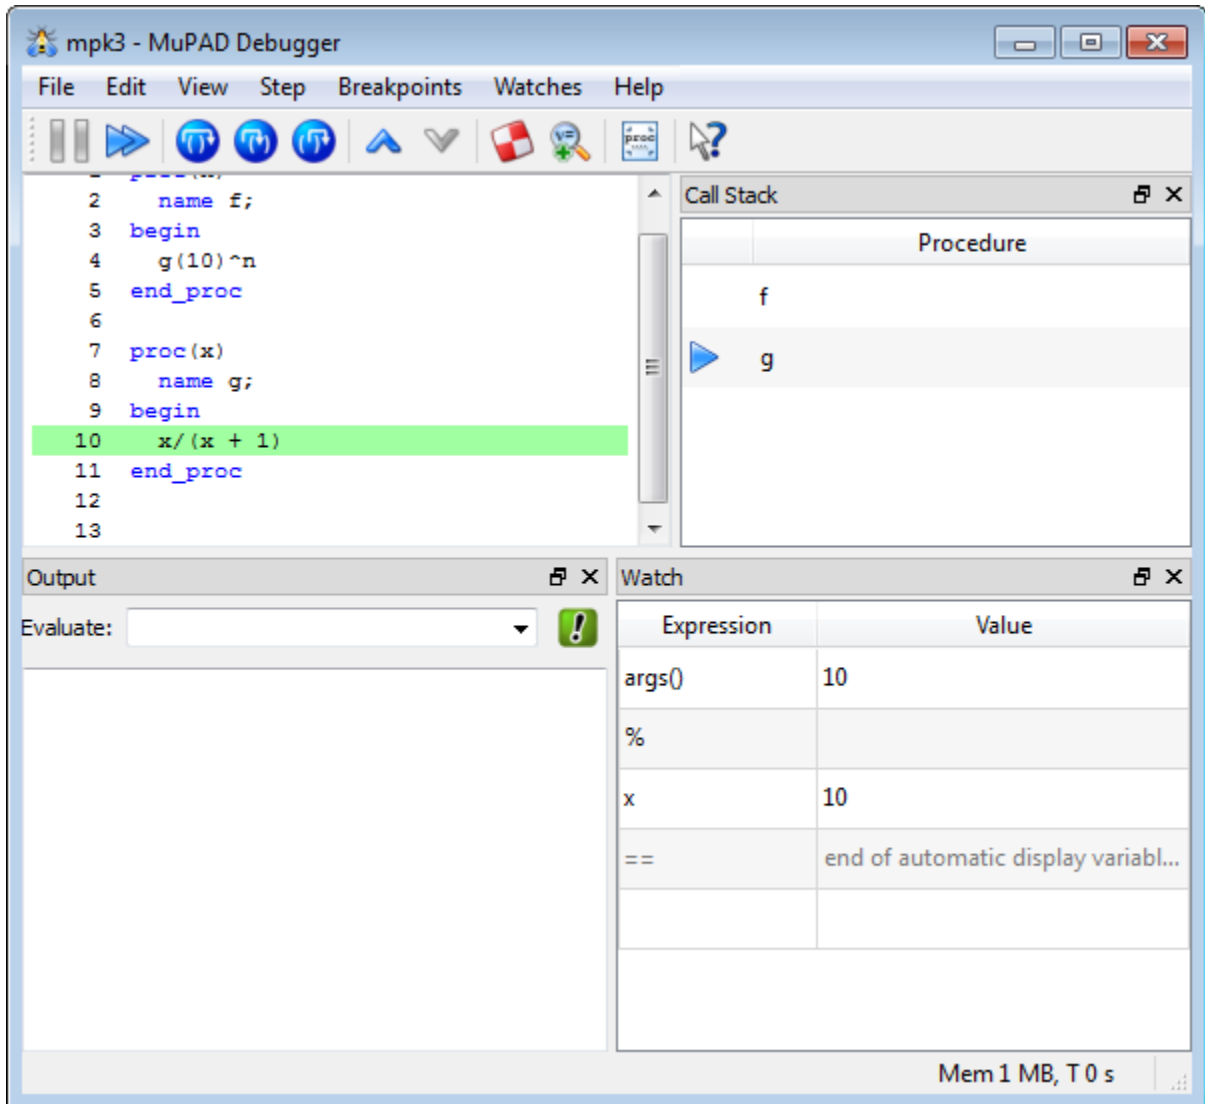 mpk3 - MuPAD Debugger
File Edit View Step Breakpoints Watches Help
v=
proc
2 name f;
3 begin
4 g(10)^n
5 end_proc
6
7 proc(x)
8 name g;
9 begin
10 x/(x + 1)
11 end_proc
12
13
Call Stack
Procedure
f
g
Output
Evaluate:
Watch
Expression Value
args() 10
%
x 10
== end of automatic display variabl...
Mem 1 MB, T 0 s